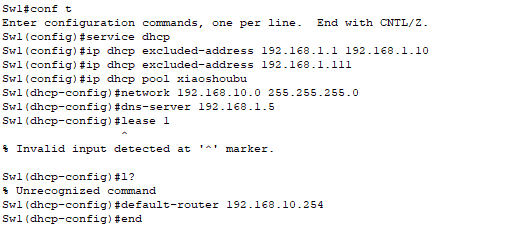 Sw1#conf t
Enter configuration commands, one per line.  End with CNTL/Z.
Sw1(config)#service dhcp
Sw1(config)#ip dhcp excluded-address 192.168.1.1 192.168.1.10
Sw1(config)#ip dhcp excluded-address 192.168.1.111
Sw1(config)#ip dhcp pool xiaoshoubu
Sw1(dhcp-config)#network 192.168.10.0 255.255.255.0
Sw1(dhcp-config)#dns-server 192.168.1.5
Sw1(dhcp-config)#lease 1
^
% Invalid input detected at '^' marker.
Sw1(dhcp-config)#l?
% Unrecognized command
Sw1(dhcp-config)#default-router 192.168.10.254
Sw1(dhcp-config)#end